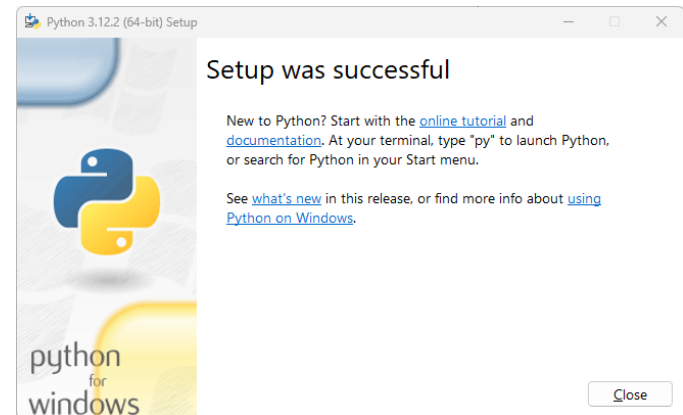 Python 3.12.2 (64-bit) Setup
Setup was successful
New to Python? Start with the online tutorial and
documentation. At your terminal, type "py" to launch Python,
or search for Python in your Start menu.
See what's new in this release, or find more info about using
Python on Windows.
python
for
windows
Close